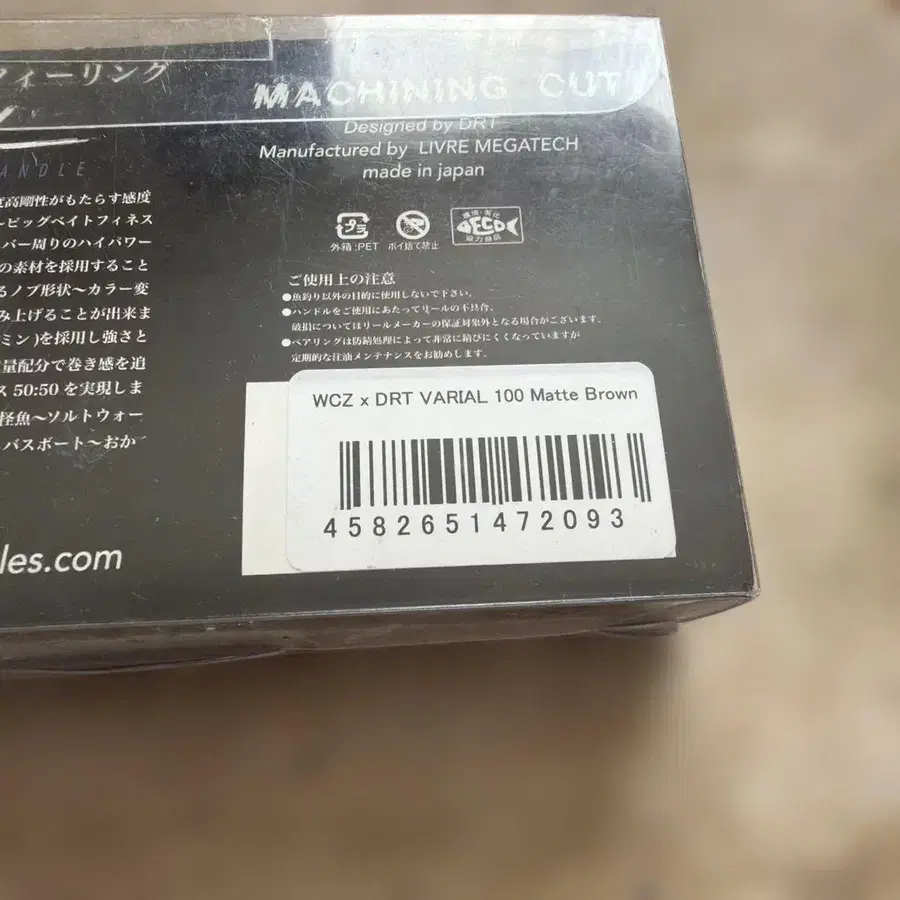 フィーリング
MACHINING CUT
Designed by DRT
Manufactured by LIVRE MEGATECH
made in japan
ANDLE
度高剛性がもたらす感度
~ビッグベイトフィネス
バー周りのハイパワー
の素材を採用すること
るノブ形状~カラー変
み上げることが出来ま
ミン)を採用し強さと
量配分で巻き感を追
ス 50:50 を実現しま
怪魚~ソルトウォー
バスボート~おか
les.com
プラ
外箱:PET ポイ捨て禁止
環境・美化
ECO
協力商品
ご使用上の注意
●魚釣り以外の目的に使用しないで下さい。
●ハンドルをご使用にあたってリールの不具合、
破損についてはリールメーカーの保証対象外となる場合がございます。
●ベアリングは防錆処理によって非常に錆びにくくなっていますが
定期的な注油メンテナンスをお勧めします。
WCZ x DRT VARIAL 100 Matte Brown
4582651472093